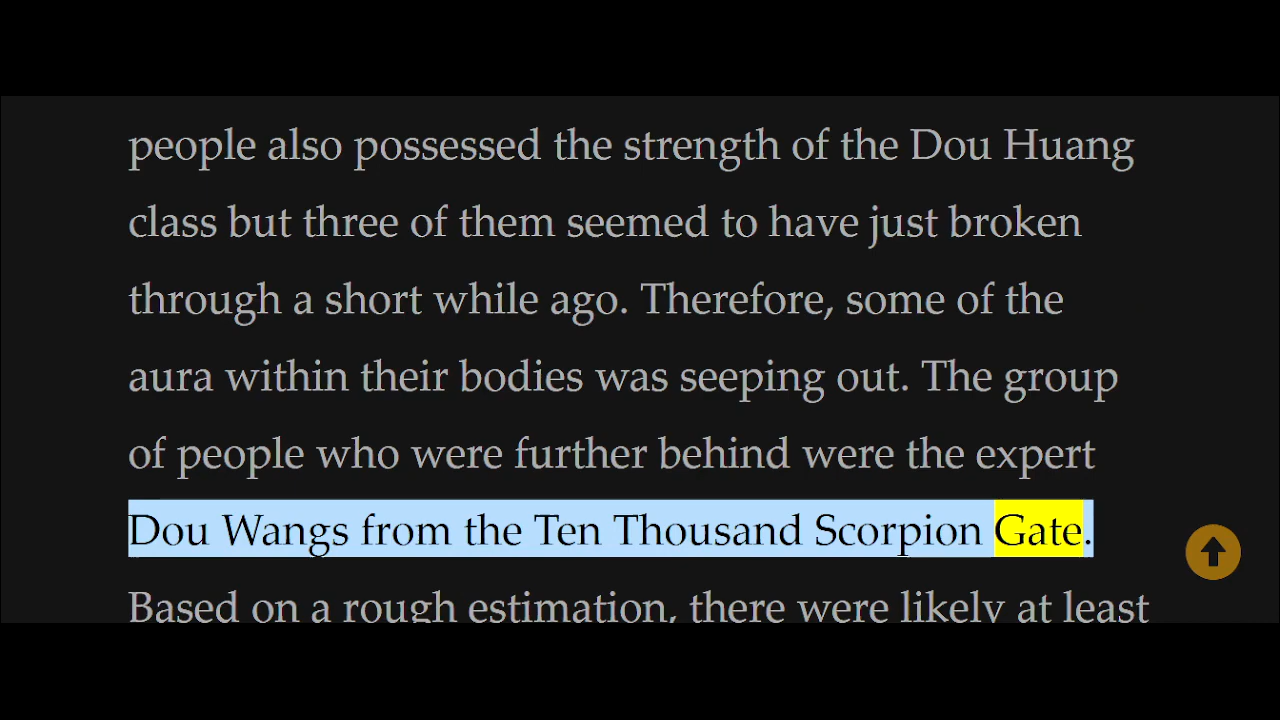 people also possessed the strength of the Dou Huang
class but three of them seemed to have just broken
through a short while ago. Therefore, some of the
aura within their bodies was seeping out. The group
of people who were further behind were the expert
Dou Wangs from the Ten Thousand Scorpion Gate.
Based on a rough estimation, there were likely at least